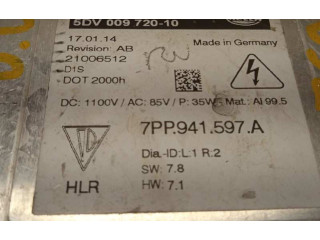 5DV 009 720-10
17.01.14
Made in Germany
Revision: AB
21006512
D1S
DOT 2000h
DC: 1100V / AC: 85V / P: 35W Mat.: Al 99.5
7PP.941.597.A
Dia.-ID:L:1 R:2
SW: 7.8
HLR
HW: 7.1